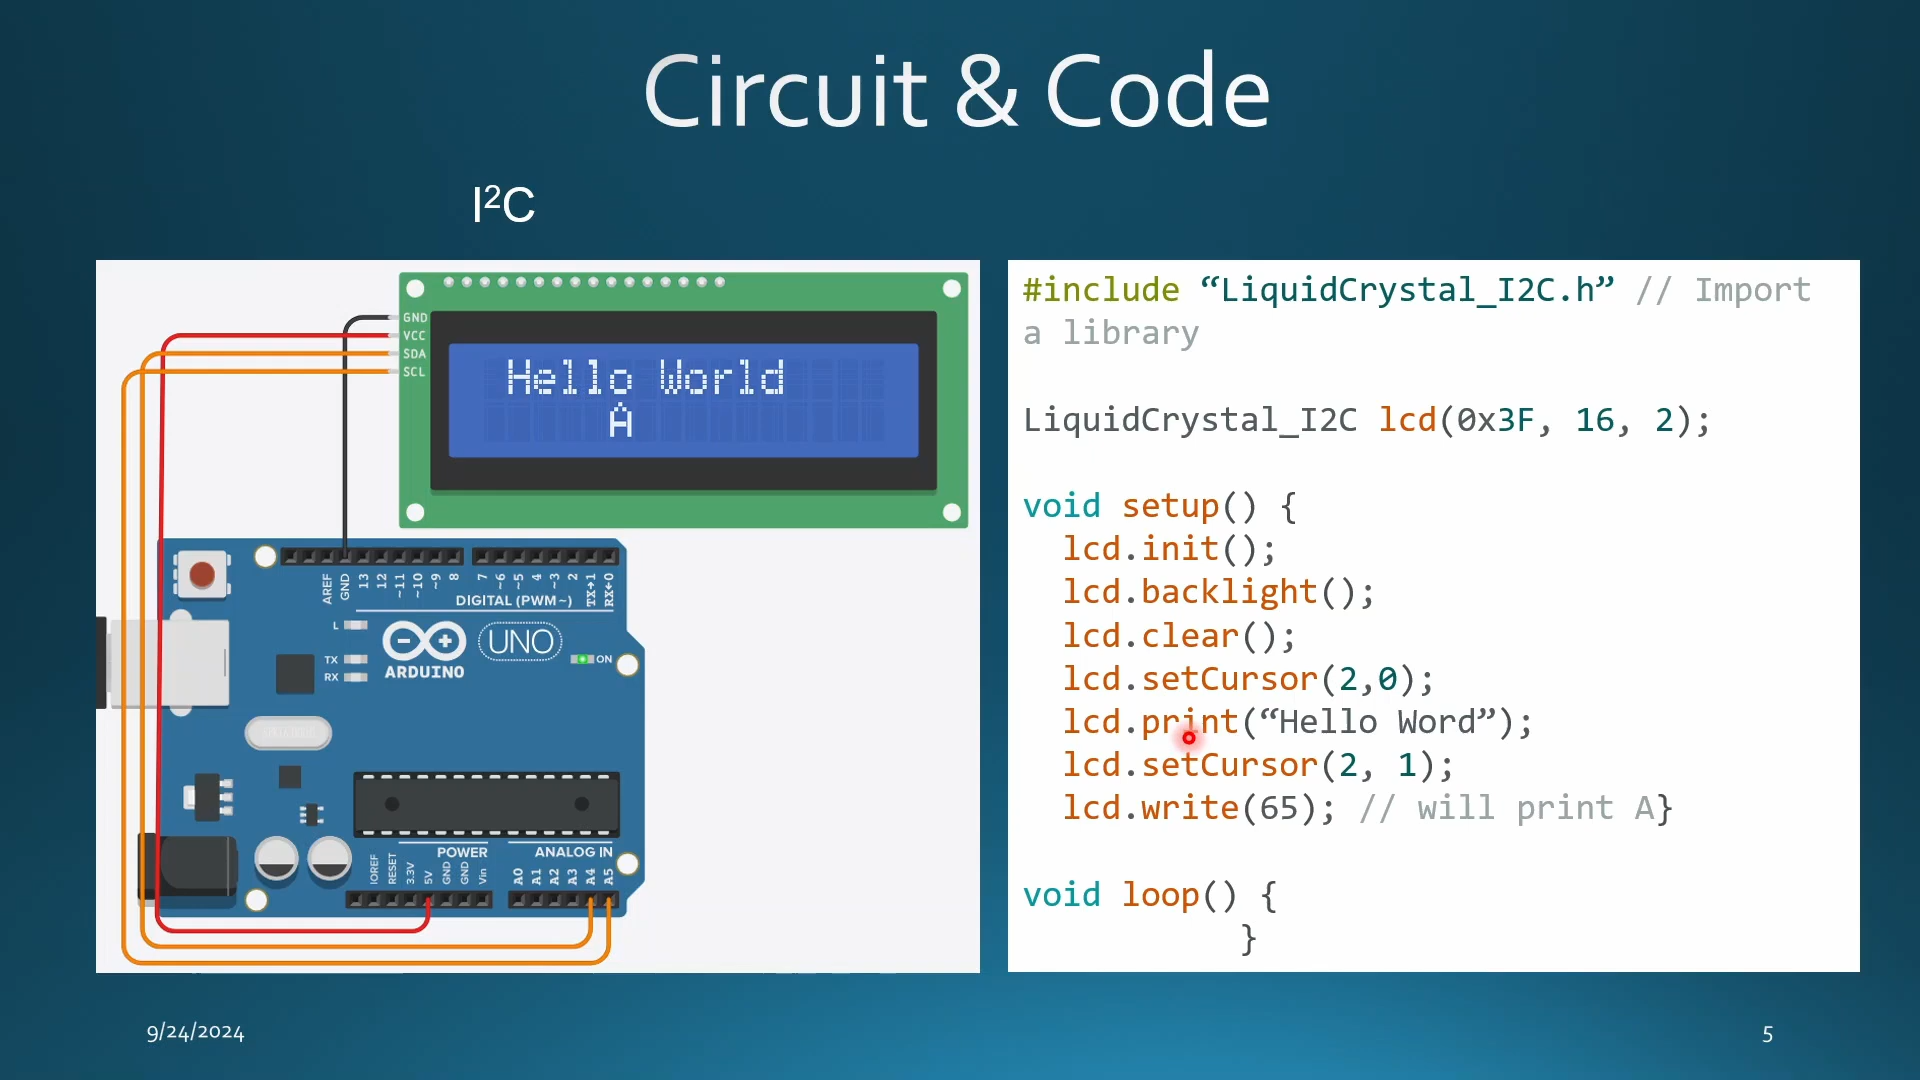 Circuit & Code
I²C
GND
VCC
SDA
SCL
Hello World
A
AREF
GND
13
12
~11
~10
~9
8
7
~6
~5
4
~3
2
TX→1
RX←0
DIGITAL (PWM~)
L
TX
RX
ARDUINO
UNO
ON
POWER
ANALOG IN
IOREF
RESET
3.3V
5V
GND
GND
Vin
A0
A1
A2
A3
A4
A5
#include “LiquidCrystal_I2C.h” // Import
a library
LiquidCrystal_I2C lcd(0x3F, 16, 2);
void setup() {
lcd.init();
lcd.backlight();
lcd.clear();
lcd.setCursor(2,0);
lcd.print(“Hello Word”);
lcd.setCursor(2, 1);
lcd.write(65); // will print A}
void loop() {
}
9/24/2024
5